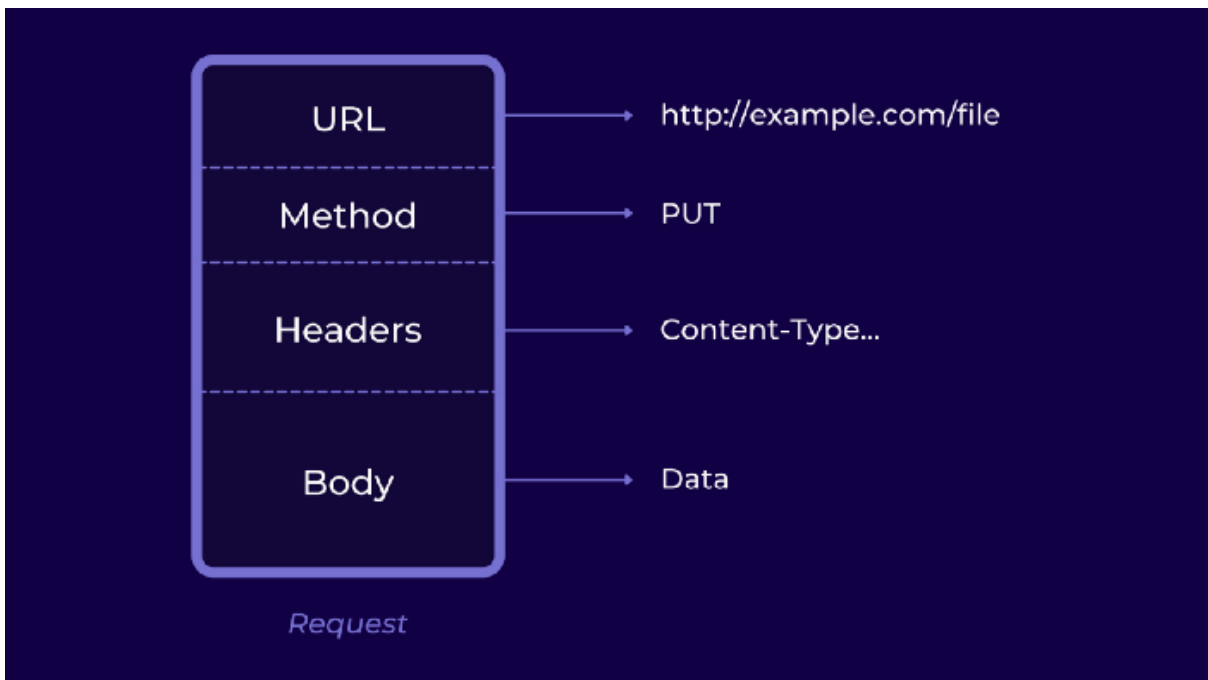 URL
http://example.com/file
Method
PUT
Headers
Content-Type...
Body
Data
Request